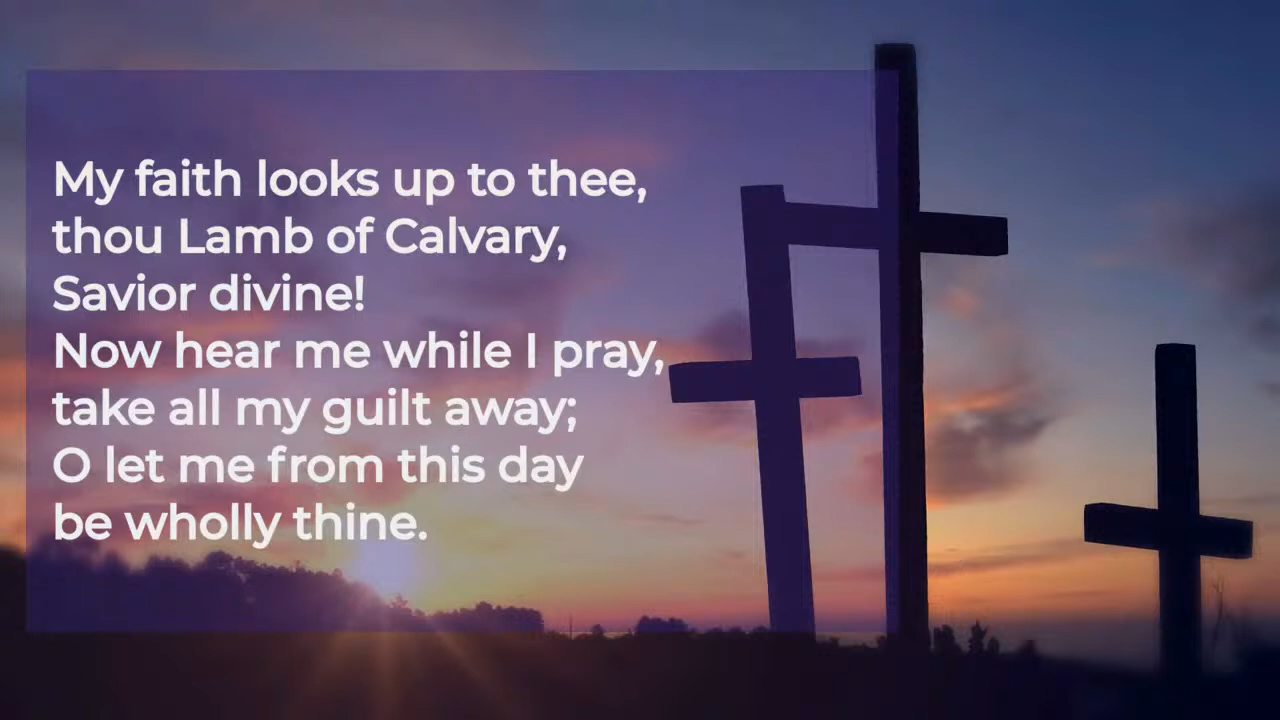 My faith looks up to thee,
thou Lamb of Calvary,
Savior divine!
Now hear me while I pray,
take all my guilt away;
O let me from this day
be wholly thine.